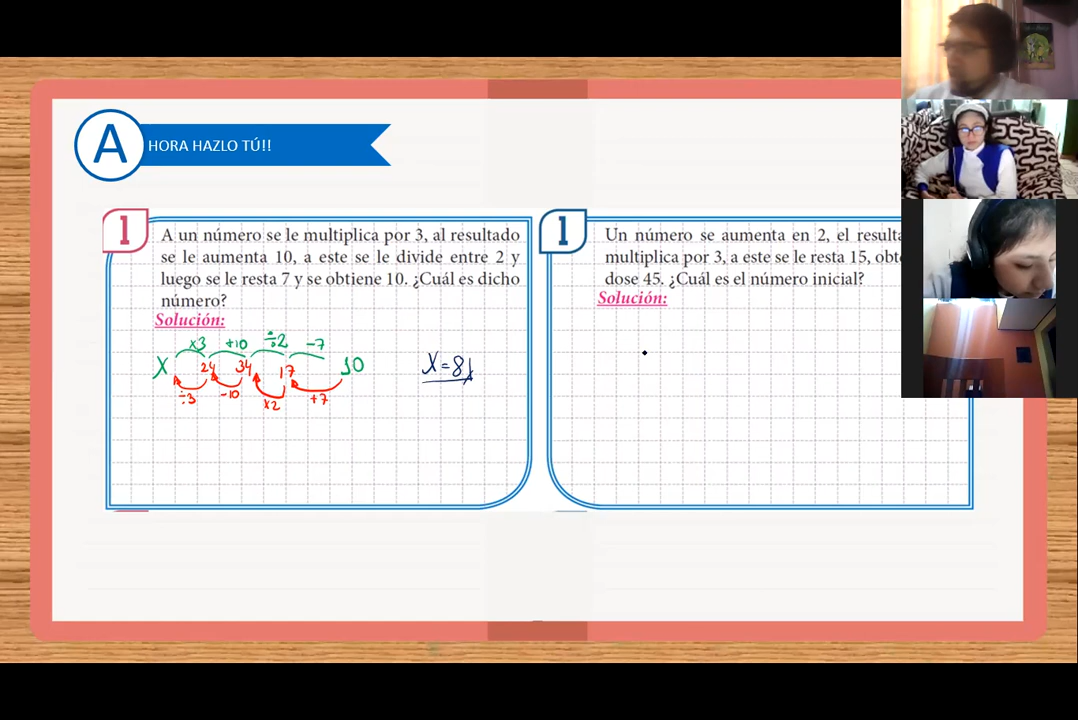 A
HORA HAZLO TÚ!!
1
A un número se le multiplica por 3, al resultado
se le aumenta 10, a este se le divide entre 2 y
luego se le resta 7 y se obtiene 10. ¿Cuál es dicho
número?
Solución:
x3 +10 ÷2 -7
X 24 34 17 10
÷3 -10 x2 +7
X = 8
1
Un número se aumenta en 2, el resulta
multiplica por 3, a este se le resta 15, obt
dose 45. ¿Cuál es el número inicial?
Solución: